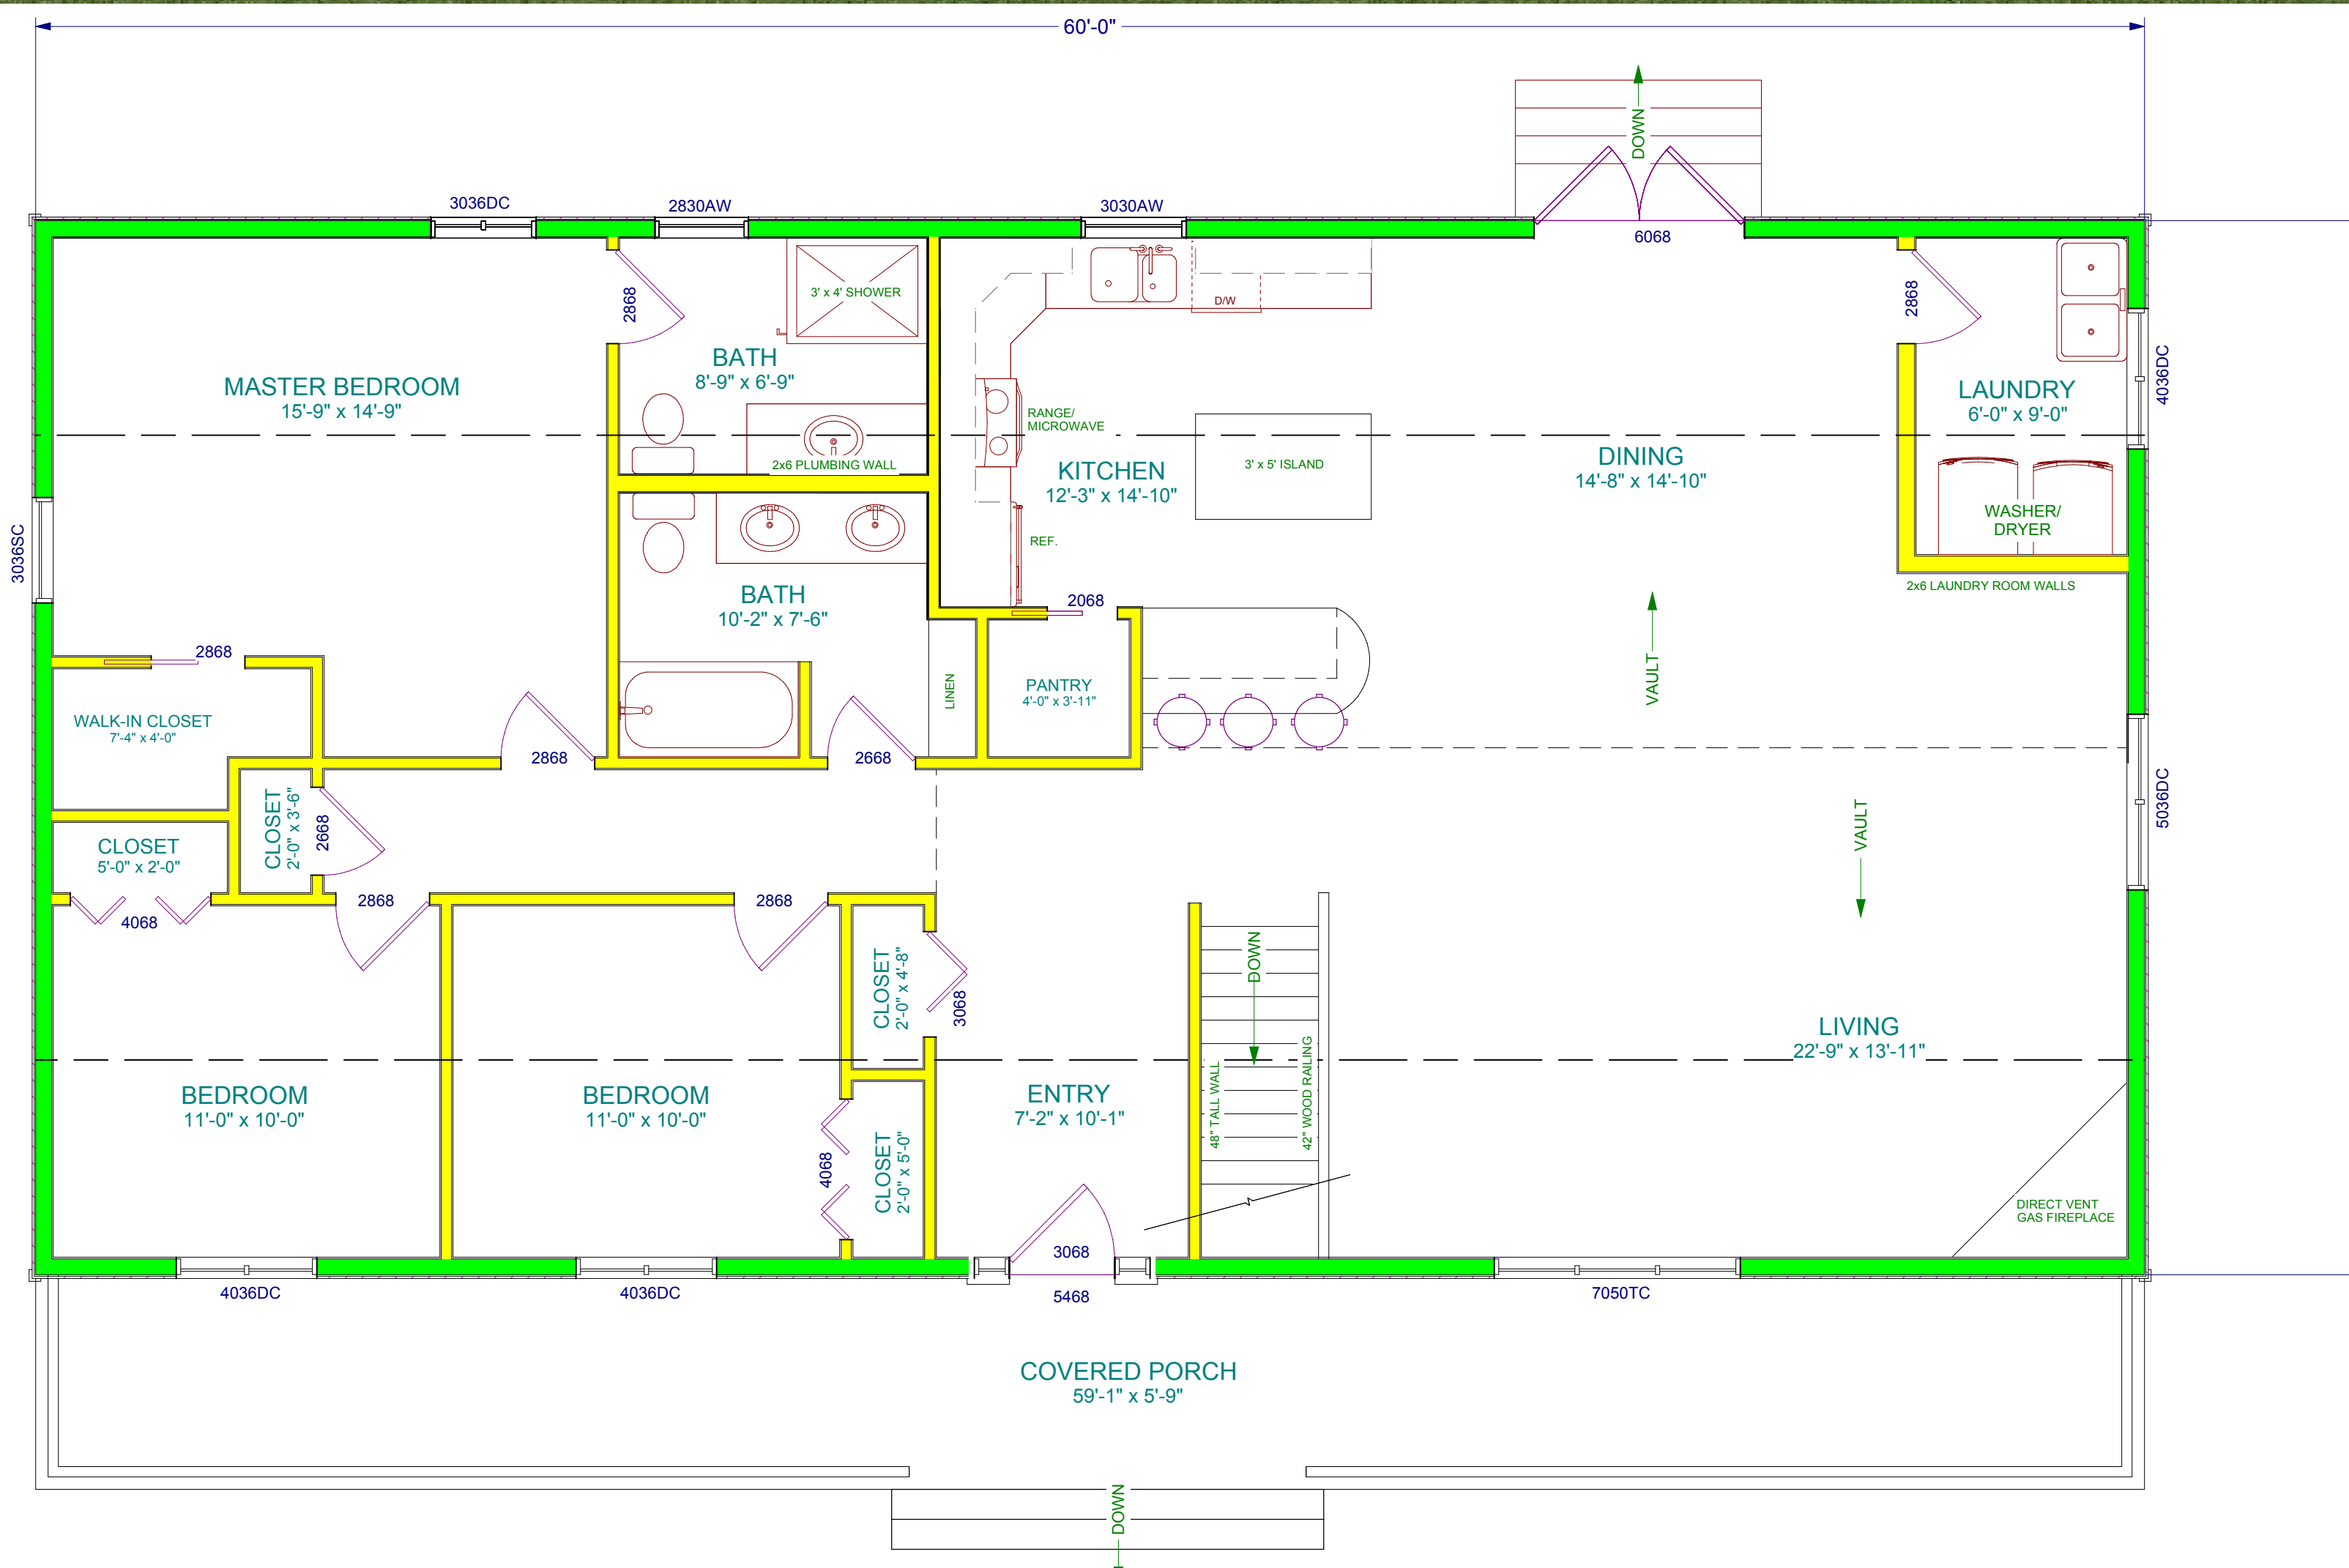 60'-0"
DOWN
3036DC
2830AW
3030AW
6068
2868
3' x 4' SHOWER
D/W
2868
BATH
8'-9" x 6'-9"
MASTER BEDROOM
15'-9" x 14'-9"
LAUNDRY
6'-0" x 9'-0"
4036DC
RANGE/
MICROWAVE
2x6 PLUMBING WALL
KITCHEN
12'-3" x 14'-10"
3' x 5' ISLAND
DINING
14'-8" x 14'-10"
WASHER/
DRYER
3036SC
REF.
2x6 LAUNDRY ROOM WALLS
BATH
10'-2" x 7'-6"
2068
2868
VAULT
LINEN
PANTRY
4'-0" x 3'-11"
WALK-IN CLOSET
7'-4" x 4'-0"
2868
2668
5036DC
VAULT
CLOSET
2'-0" x 3'-6"
2668
CLOSET
5'-0" x 2'-0"
4068
2868
2868
CLOSET
2'-0" x 4'-8"
3068
DOWN
LIVING
22'-9" x 13'-11"
BEDROOM
11'-0" x 10'-0"
BEDROOM
11'-0" x 10'-0"
ENTRY
7'-2" x 10'-1"
48" TALL WALL
42" WOOD RAILING
4068
CLOSET
2'-0" x 5'-0"
DIRECT VENT
GAS FIREPLACE
3068
4036DC
4036DC
5468
7050TC
COVERED PORCH
59'-1" x 5'-9"
DOWN